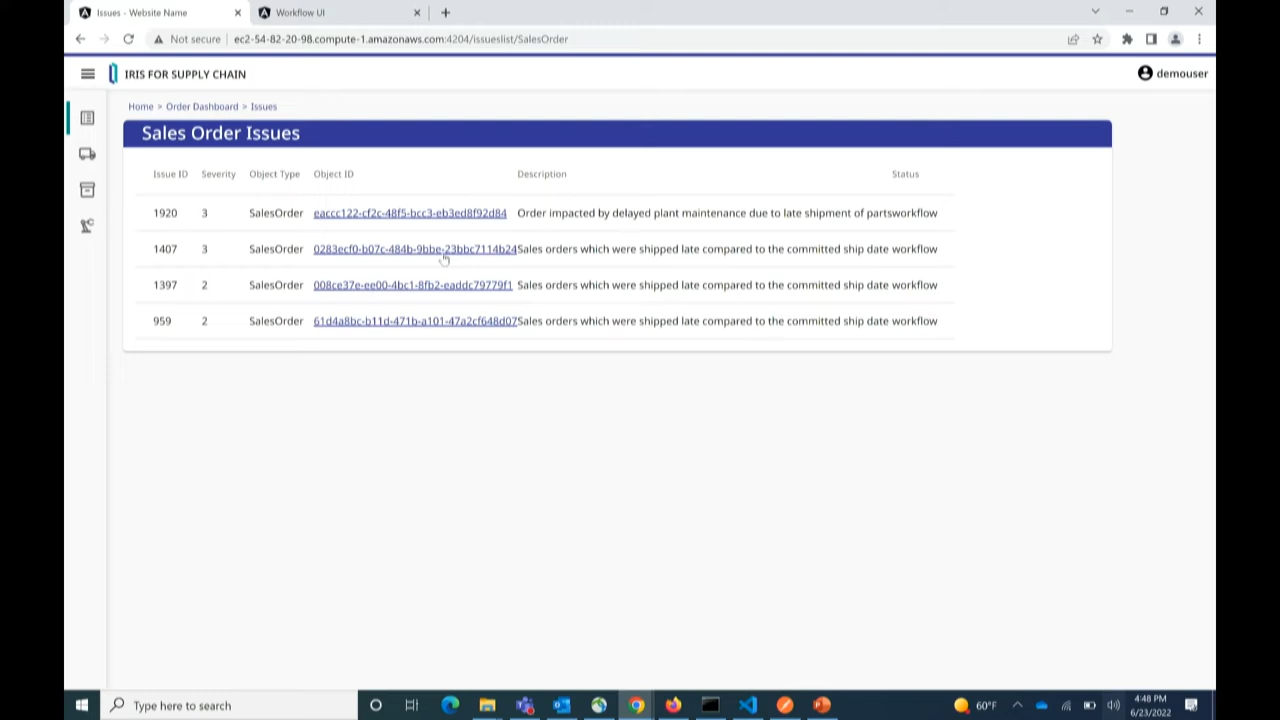 Issues - Website Name
Workflow UI
Not secure
ec2-54-82-20-98.compute-1.amazonaws.com:4204/issueslist/SalesOrder
IRIS FOR SUPPLY CHAIN
demouser
Home > Order Dashboard > Issues
Sales Order Issues
Issue ID Severity Object Type Object ID Description Status
1920 3 SalesOrder eaccc122-cf2c-48f5-bcc3-eb3ed8f92d84 Order impacted by delayed plant maintenance due to late shipment of parts workflow
1407 3 SalesOrder 0283ecf0-b07c-484b-9bbe-23bbc7114b24 Sales orders which were shipped late compared to the committed ship date workflow
1397 2 SalesOrder 008ce37e-ee00-4bc1-8fb2-eaddc79779f1 Sales orders which were shipped late compared to the committed ship date workflow
959 2 SalesOrder 61d4a8bc-b11d-471b-a101-47a2cf648d07 Sales orders which were shipped late compared to the committed ship date workflow
Type here to search
60°F
4:48 PM
6/23/2022